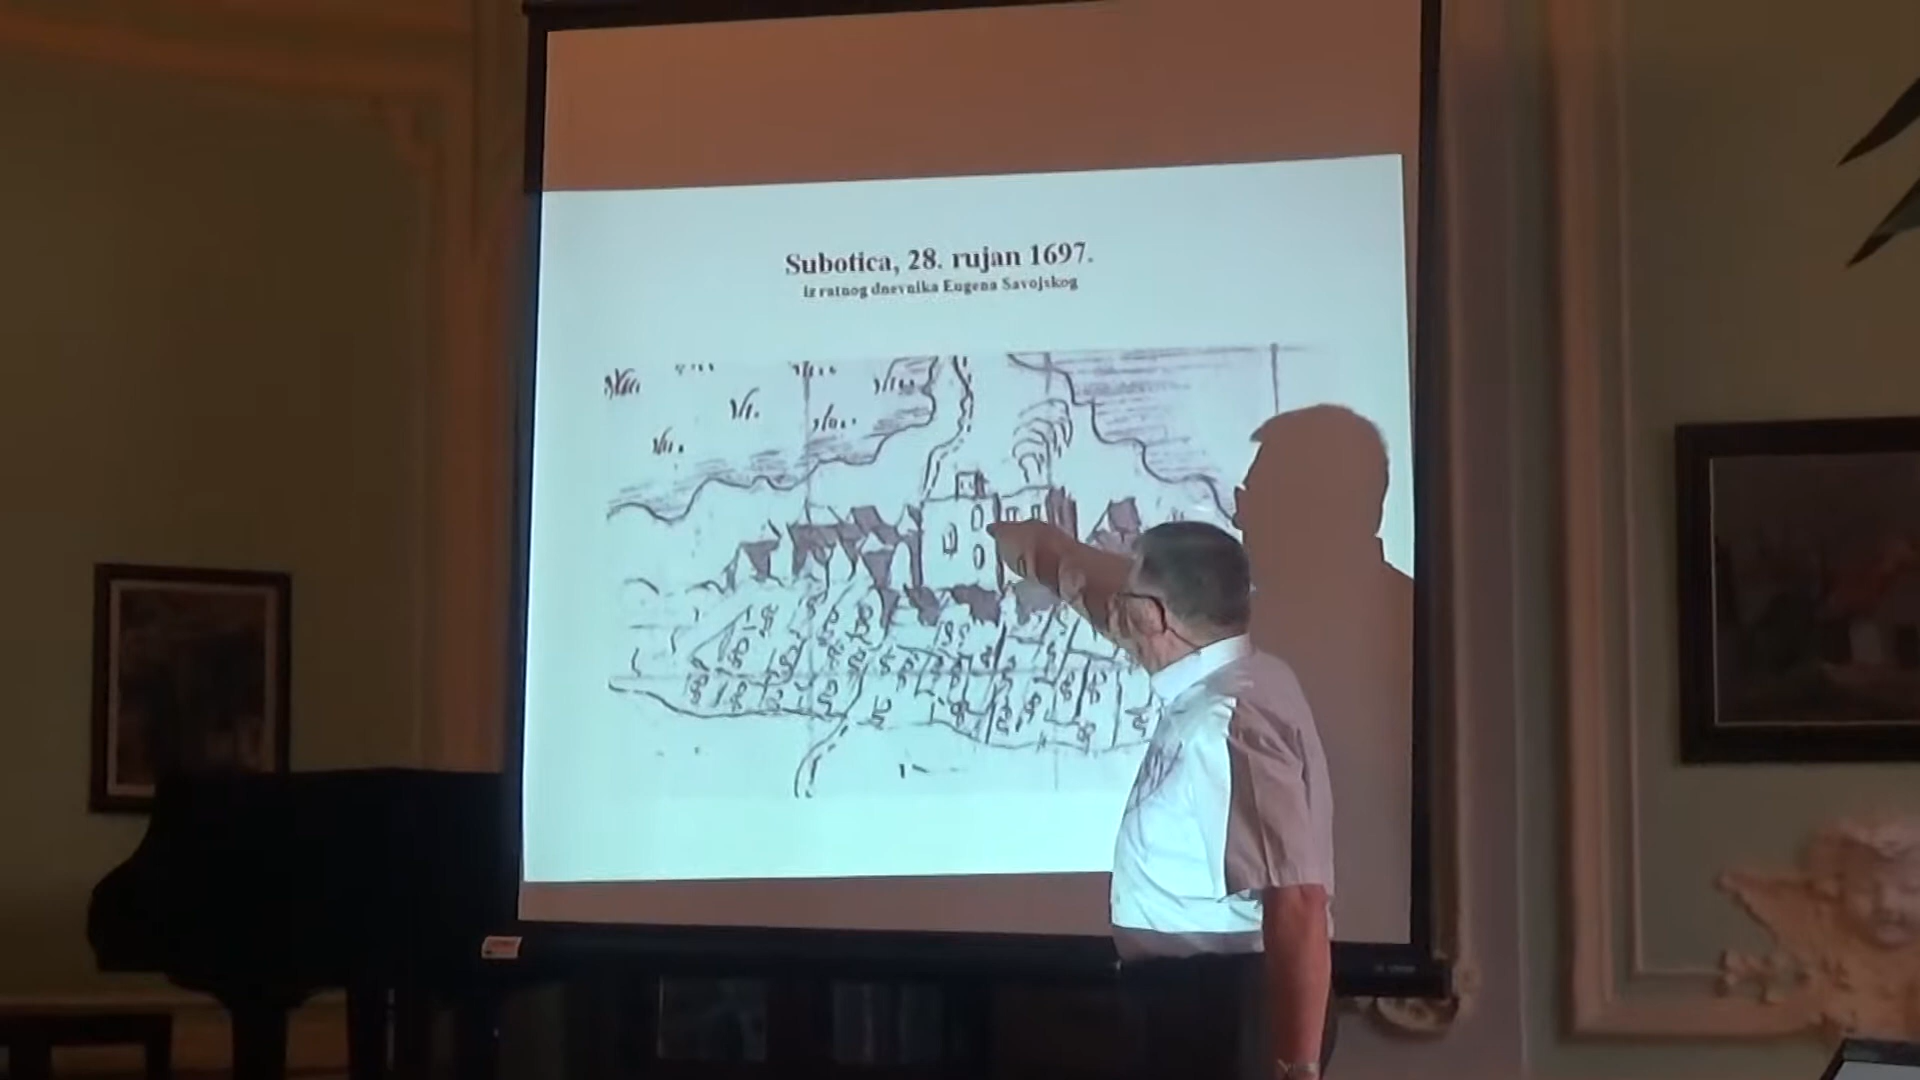 Subotica, 28. rujan 1697.
iz ratnog dnevnika Eugena Savojskog